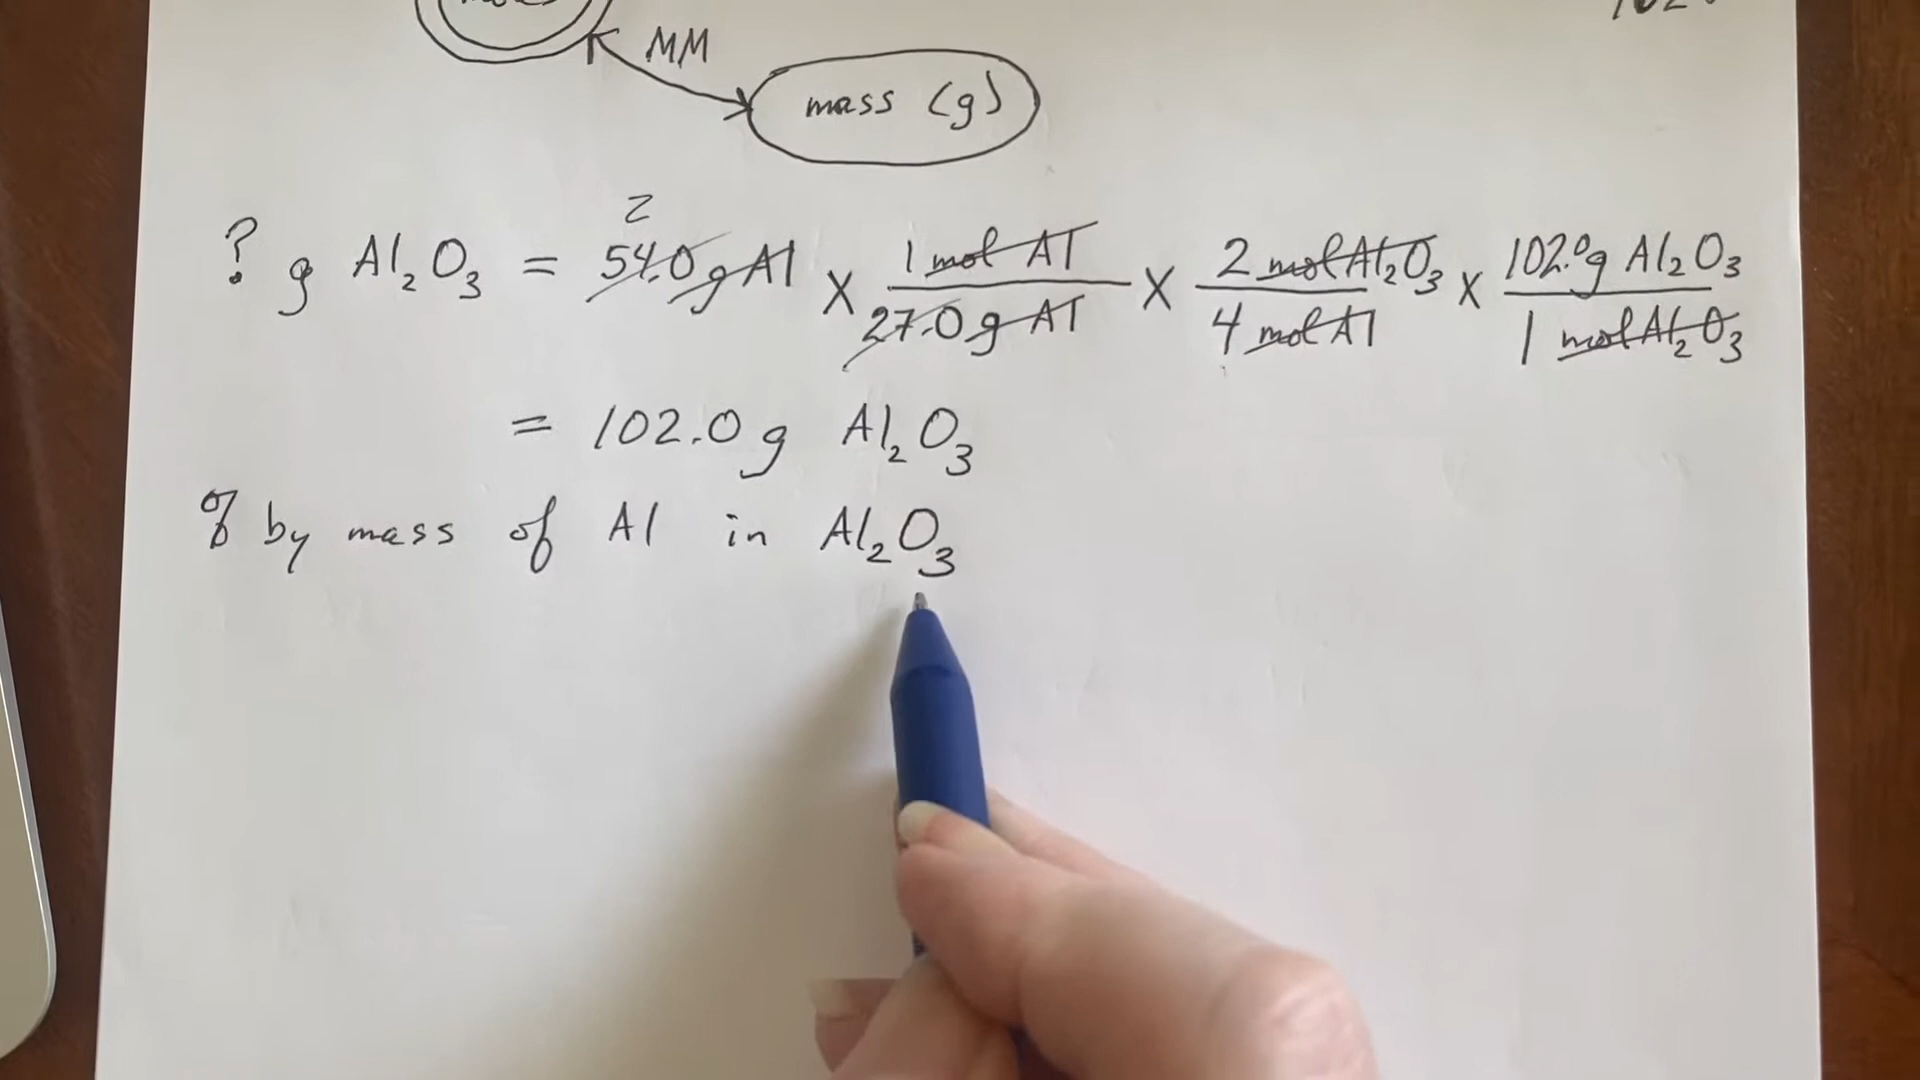 MM
mass (g)
2
? g Al₂O₃ = 54.0 g Al × 1 mol Al / 27.0 g Al × 2 mol Al₂O₃ / 4 mol Al × 102.0 g Al₂O₃ / 1 mol Al₂O₃
= 102.0 g Al₂O₃
% by mass of Al in Al₂O₃